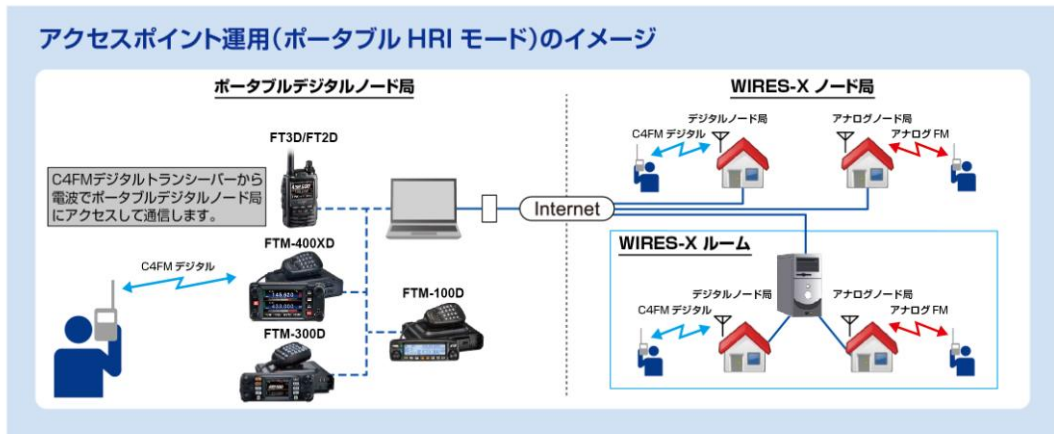 アクセスポイント運用(ポータブル HRI モード)のイメージ
ポータブルデジタルノード局
FT3D/FT2D
C4FMデジタルトランシーバーから
電波でポータブルデジタルノード局
にアクセスして通信します。
FTM-400XD
C4FM デジタル
FTM-100D
FTM-300D
Internet
WIRES-X ノード局
デジタルノード局
アナログノード局
C4FM デジタル
アナログ FM
WIRES-X ルーム
デジタルノード局
アナログノード局
C4FM デジタル
アナログ FM